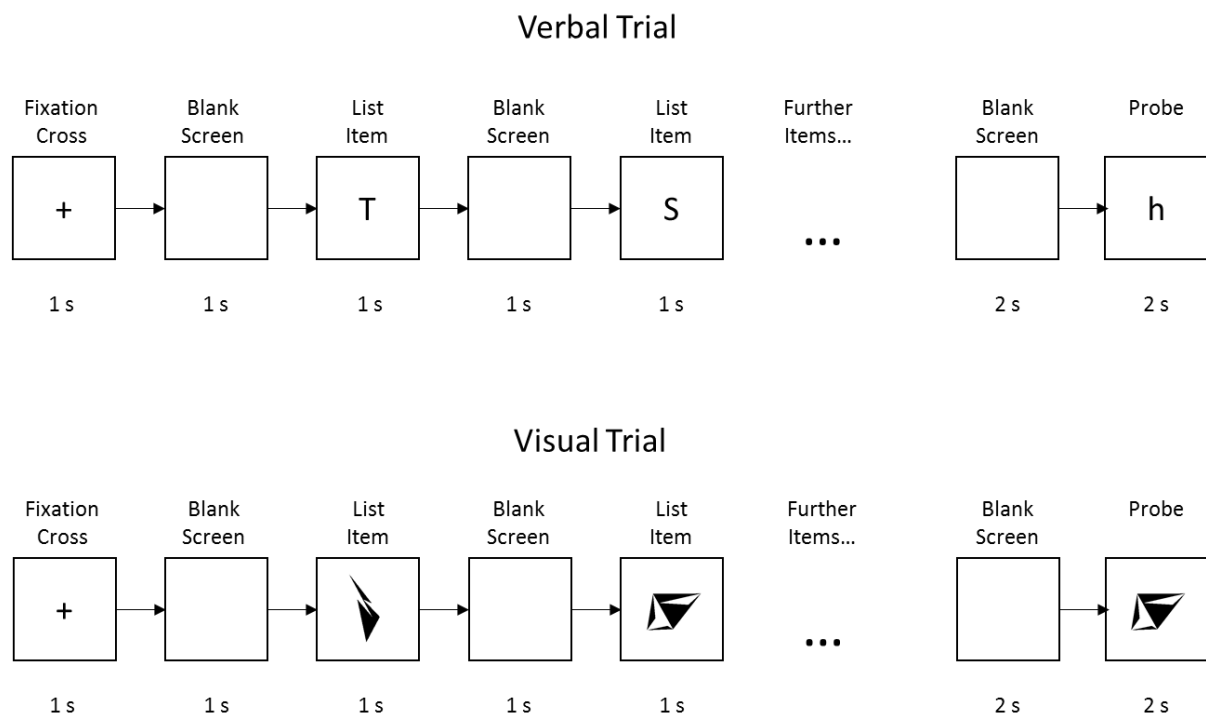 Verbal Trial
Fixation Cross
Blank Screen
List Item
Blank Screen
List Item
Further Items...
Blank Screen
Probe
+
T
S
...
h
1 s
1 s
1 s
1 s
1 s
2 s
2 s
Visual Trial
Fixation Cross
Blank Screen
List Item
Blank Screen
List Item
Further Items...
Blank Screen
Probe
+
...
1 s
1 s
1 s
1 s
1 s
2 s
2 s